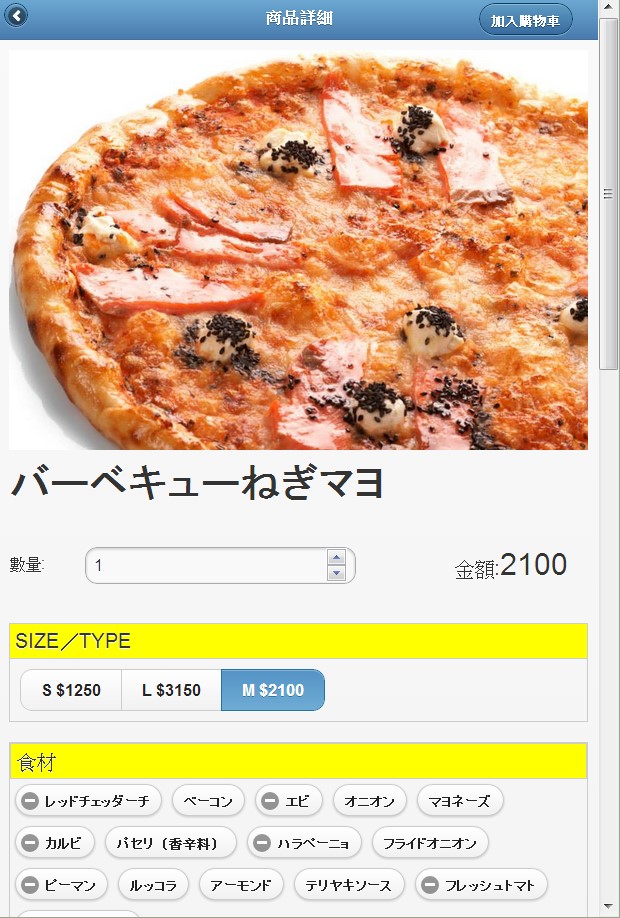 商品詳細 加入購物車
バーベキューねぎマヨ
數量: 1 金額:2100
SIZE／TYPE
S $1250 L $3150 M $2100
食材
レッドチェッダーチ ベーコン エビ オニオン マヨネーズ
カルビ パセリ（香辛料） ハラペーニョ フライドオニオン
ピーマン ルッコラ アーモンド テリヤキソース フレッシュトマト